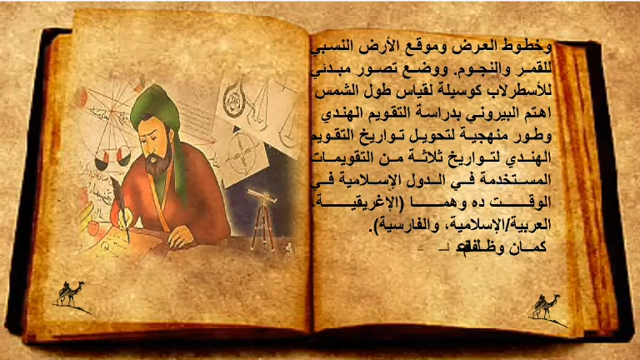 وخطوط العرض وموقع الأرض النسبي
للقمر والنجوم. ووضع تصور مبدئي
للأسطرلاب كوسيلة لقياس طول الشمس
اهتم البيروني بدراسة التقويم الهندي
وطور منهجية لتحويل تواريخ التقويم
الهندي لتواريخ ثلاثة من التقويمات
المستخدمة في الدول الإسلامية في
الوقت ده وهما (الإغريقية،
العربية/الإسلامية، والفارسية).
كمان